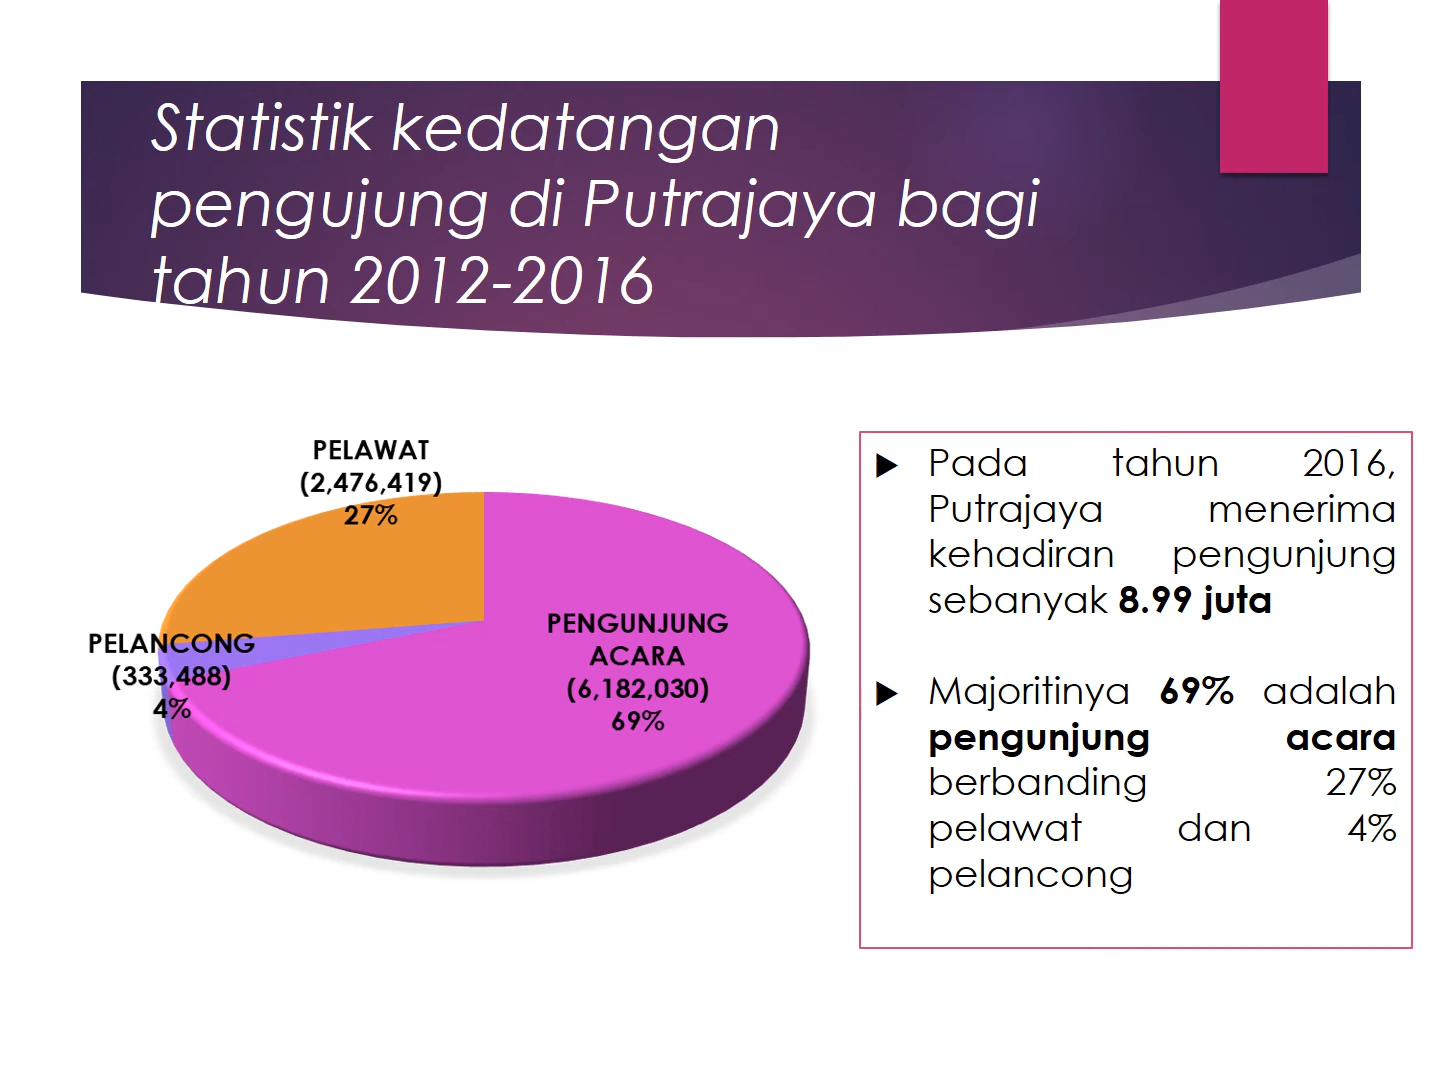 Statistik kedatangan
pengujung di Putrajaya bagi
tahun 2012-2016
PELAWAT
(2,476,419)
27%
PELANCONG
(333,488)
4%
PENGUNJUNG
ACARA
(6,182,030)
69%
Pada tahun 2016,
Putrajaya menerima
kehadiran pengunjung
sebanyak 8.99 juta
Majoritinya 69% adalah
pengunjung acara
berbanding 27%
pelawat dan 4%
pelancong